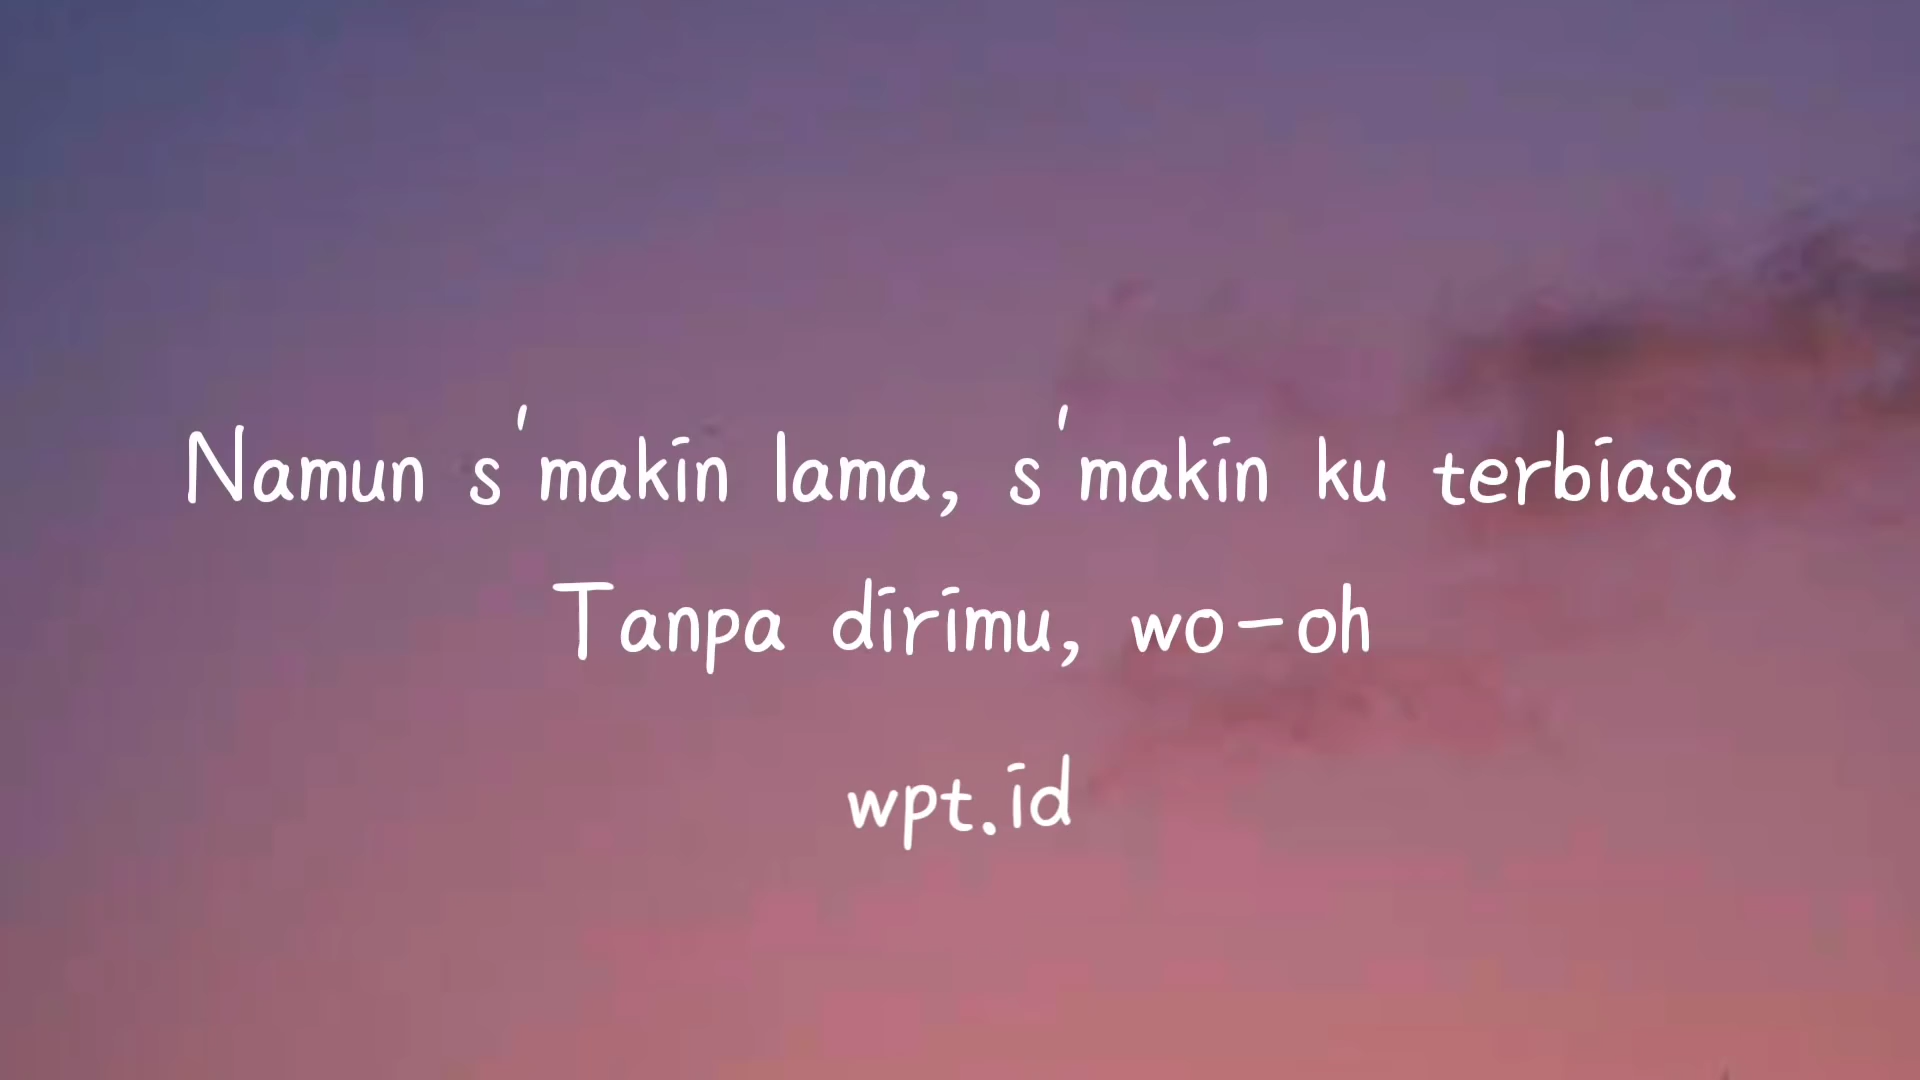 Namun s'makin lama, s'makin ku terbiasa
Tanpa dirimu, wo-oh
wpt.id